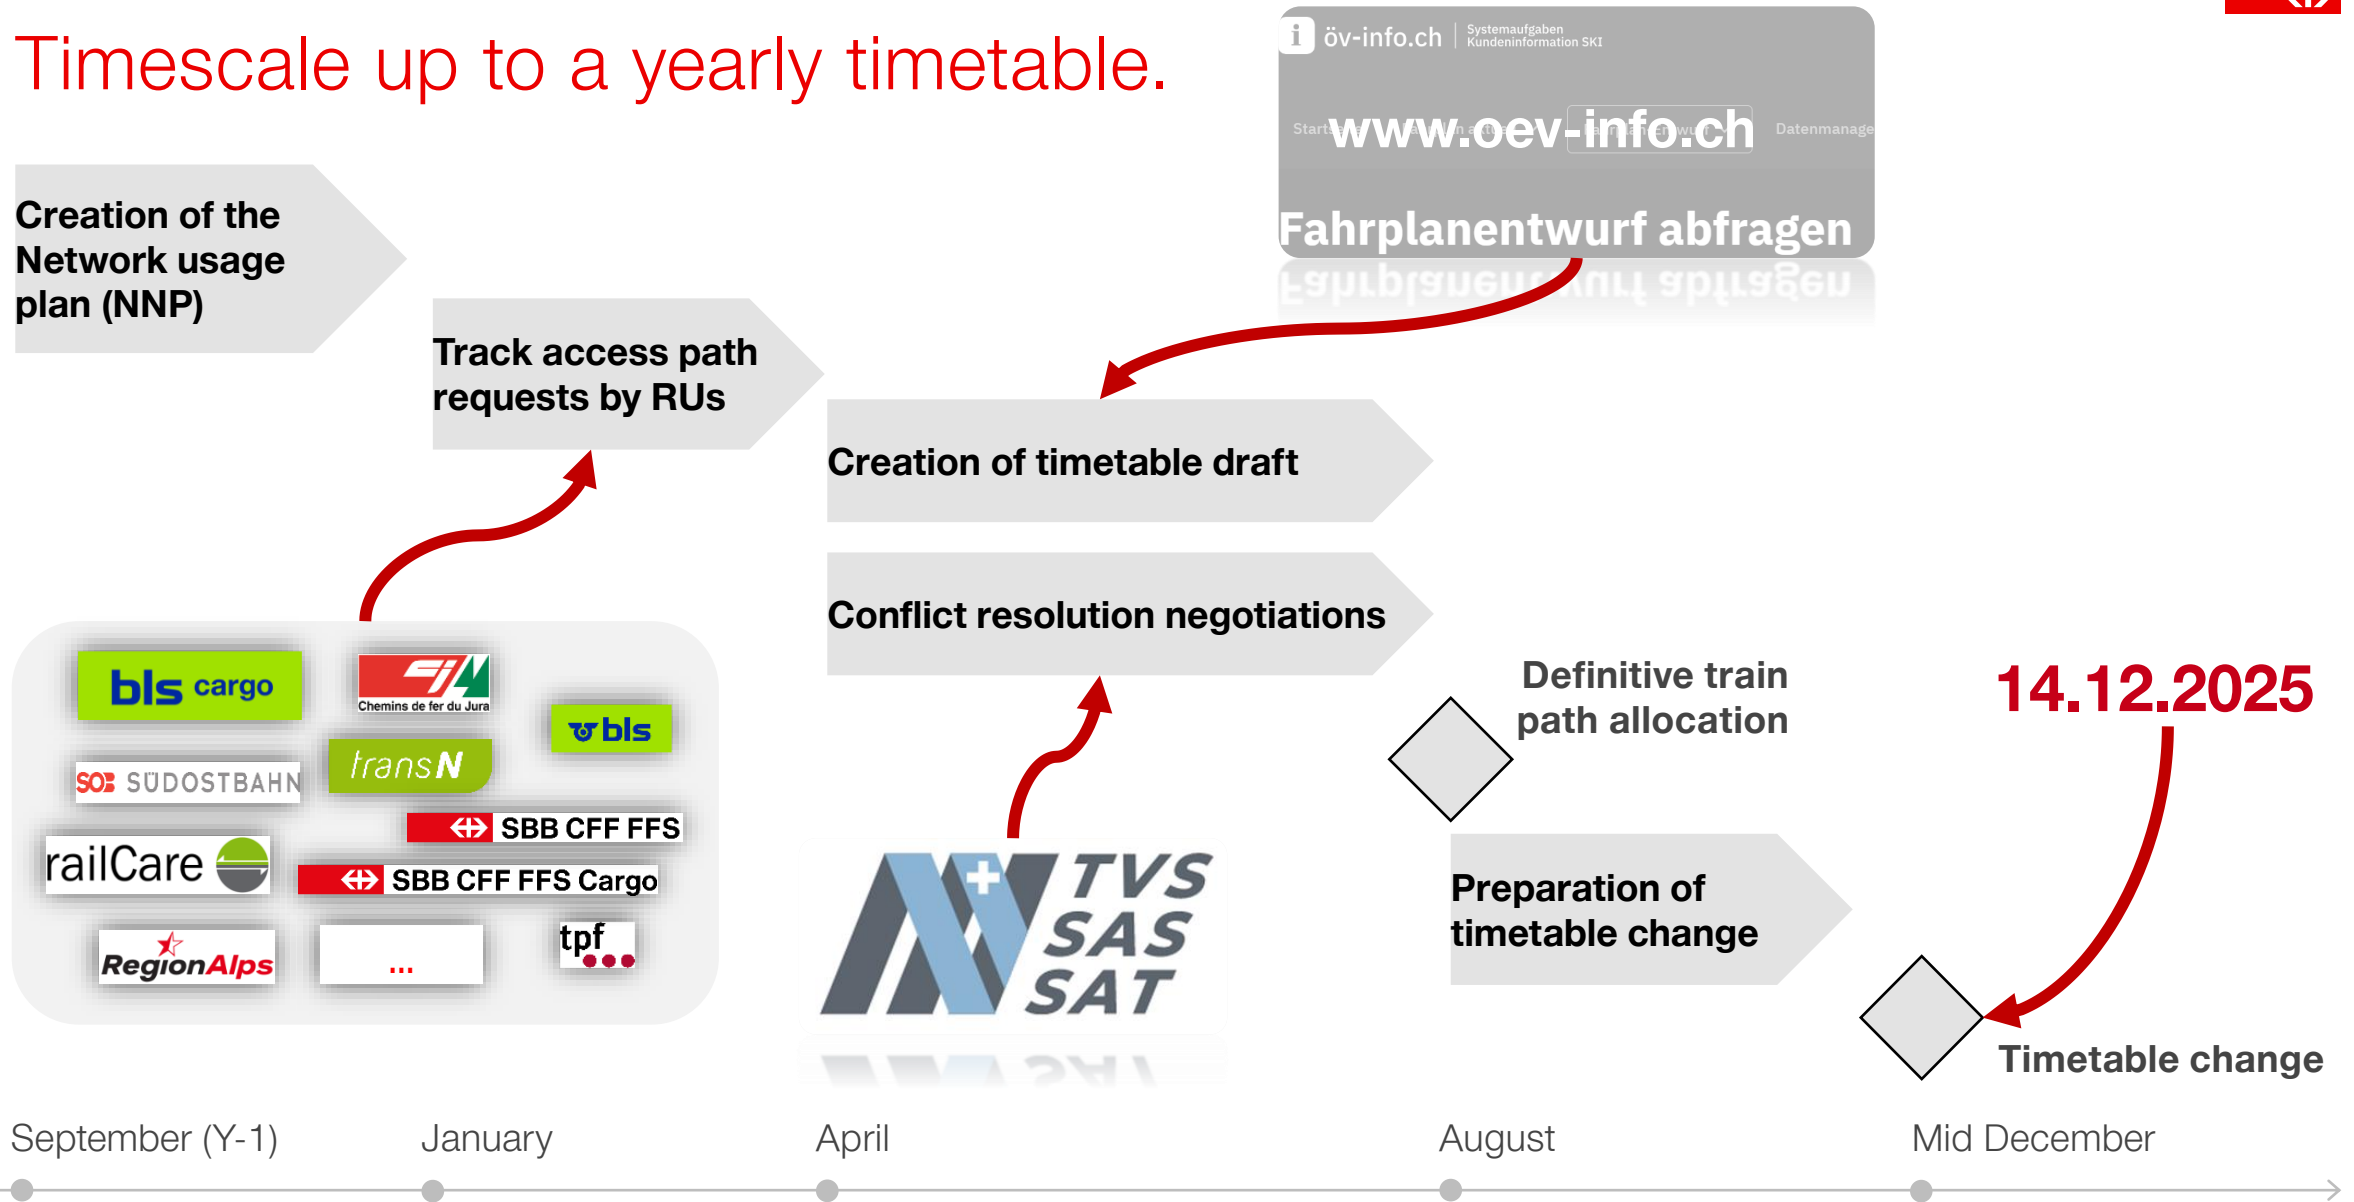 Timescale up to a yearly timetable.
i öv-info.ch
Systemaufgaben
Kundeninformation SKI
www.oev-info.ch
Datenmanage
Fahrplanentwurf abfragen
Creation of the
Network usage
plan (NNP)
Track access path
requests by RUs
Creation of timetable draft
Conflict resolution negotiations
bls cargo
Chemins de fer du Jura
bls
transN
SOB SÜDOSTBAHN
SBB CFF FFS
railCare
SBB CFF FFS Cargo
RegionAlps
...
tpf
TVS
SAS
SAT
Definitive train
path allocation
14.12.2025
Preparation of
timetable change
Timetable change
September (Y-1)
January
April
August
Mid December